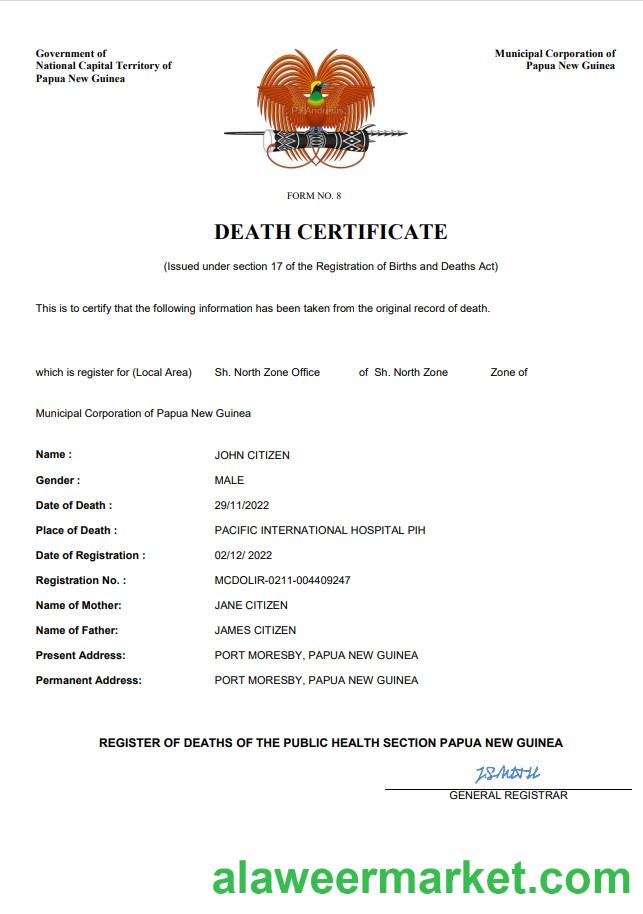 Government of
National Capital Territory of
Papua New Guinea
Municipal Corporation of
Papua New Guinea
FORM NO. 8
DEATH CERTIFICATE
(Issued under section 17 of the Registration of Births and Deaths Act)
This is to certify that the following information has been taken from the original record of death.
which is register for (Local Area) Sh. North Zone Office of Sh. North Zone Zone of
Municipal Corporation of Papua New Guinea
Name : JOHN CITIZEN
Gender : MALE
Date of Death : 29/11/2022
Place of Death : PACIFIC INTERNATIONAL HOSPITAL PIH
Date of Registration : 02/12/ 2022
Registration No. : MCDOLIR-0211-004409247
Name of Mother: JANE CITIZEN
Name of Father: JAMES CITIZEN
Present Address: PORT MORESBY, PAPUA NEW GUINEA
Permanent Address: PORT MORESBY, PAPUA NEW GUINEA
REGISTER OF DEATHS OF THE PUBLIC HEALTH SECTION PAPUA NEW GUINEA
GENERAL REGISTRAR
alaweermarket.com